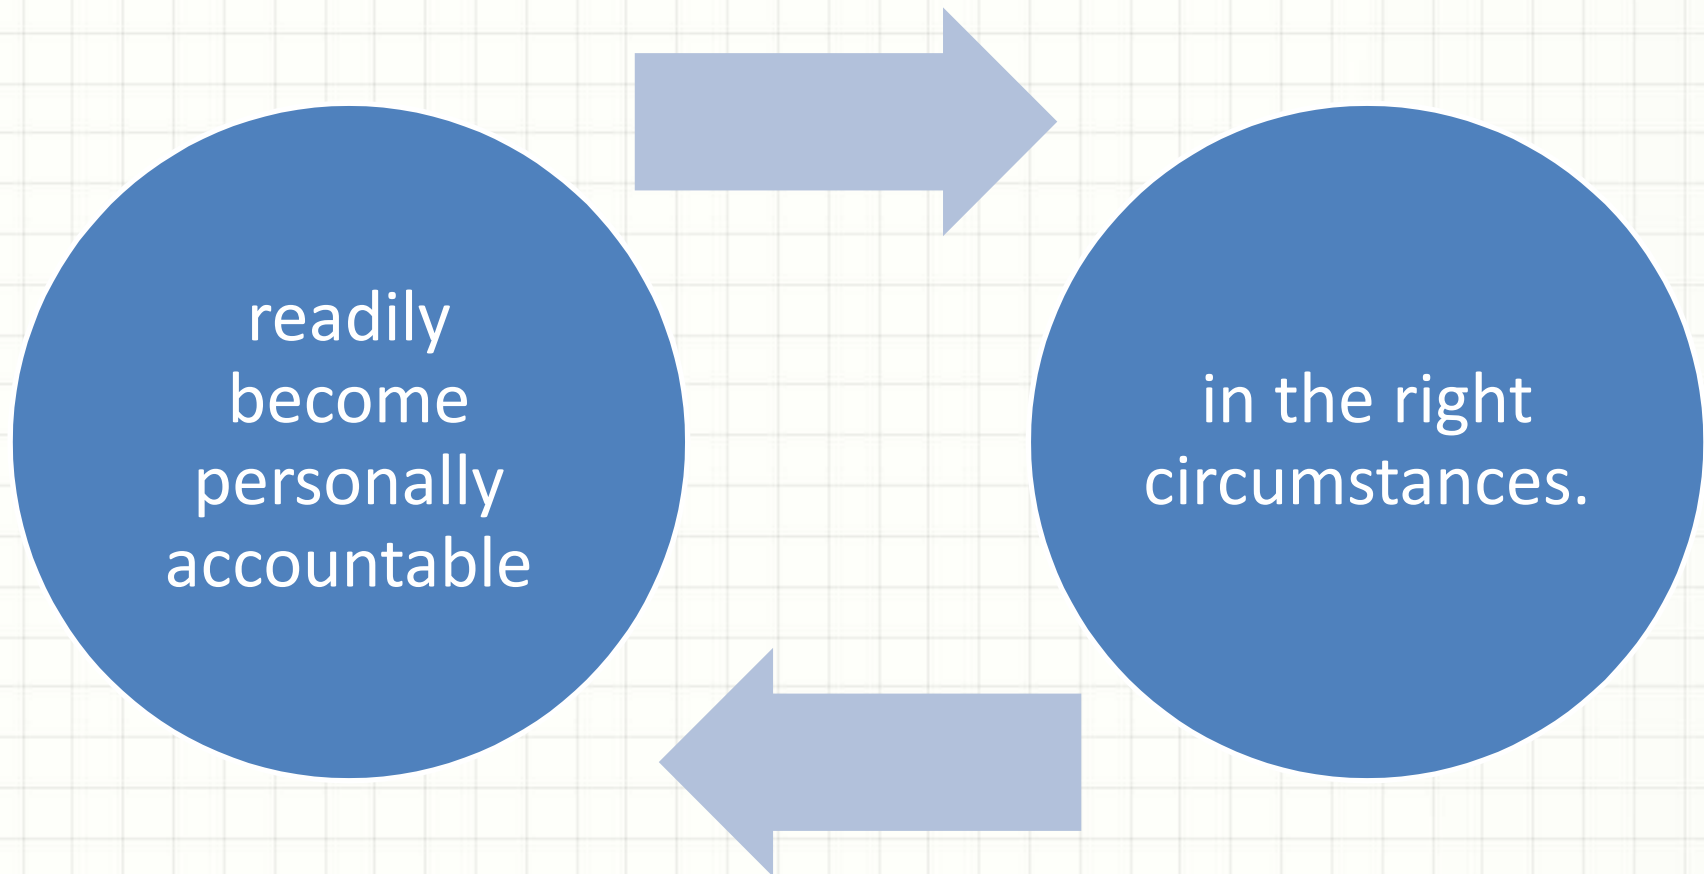 readily
become
personally
accountable
in the right
circumstances.